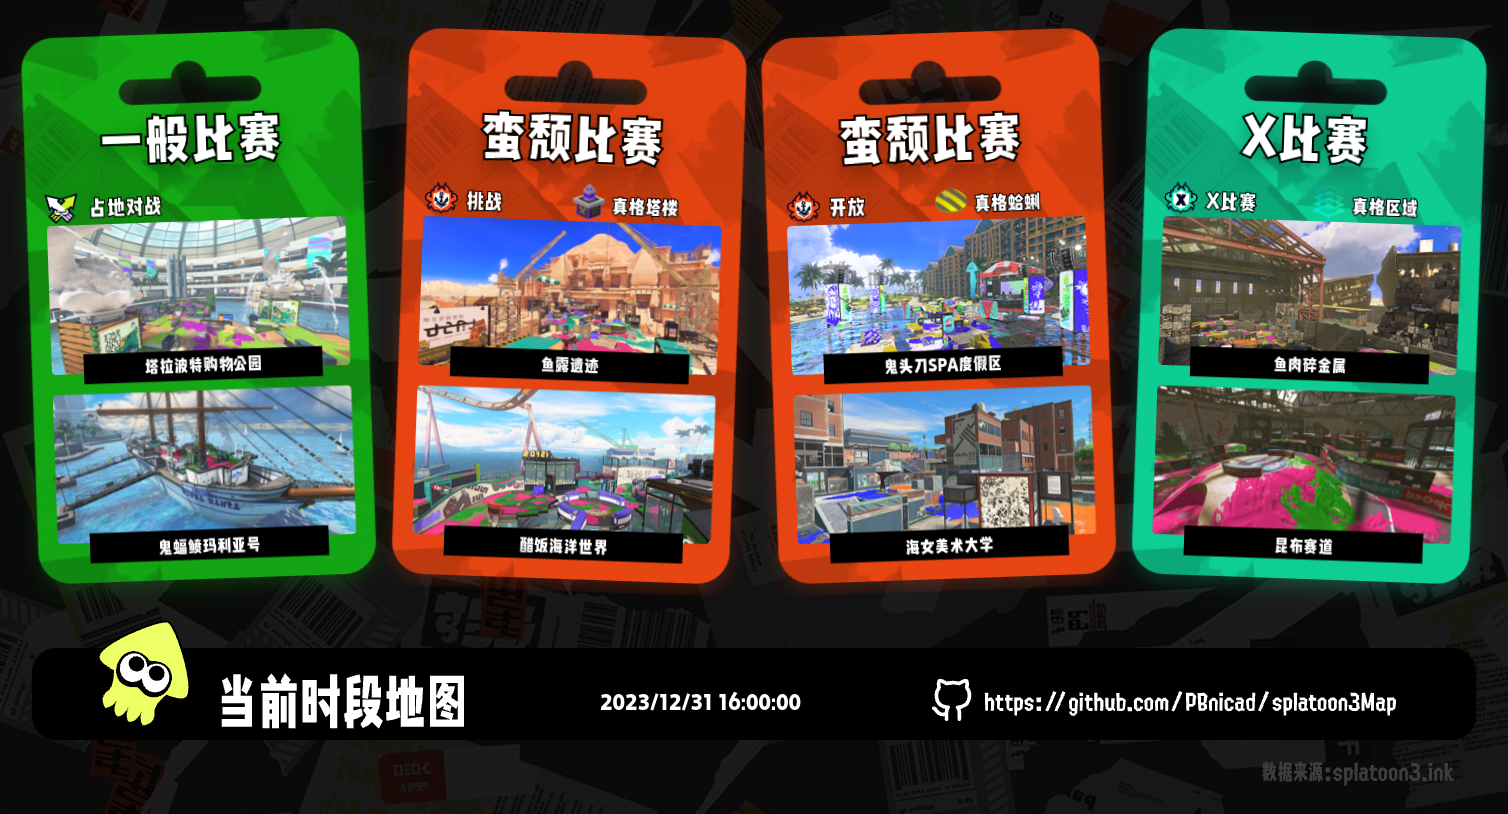 一般比赛
占地对战
塔拉波特购物公园
鬼蝠鲼玛利亚号
蛮颓比赛
挑战
真格塔楼
鱼露遗迹
醋饭海洋世界
蛮颓比赛
开放
真格蛤蜊
鬼头刀SPA度假区
海女美术大学
X比赛
X比赛
真格区域
鱼肉碎金属
昆布赛道
当前时段地图
2023/12/31 16:00:00
https://github.com/PBnicad/splatoon3Map
数据来源:splatoon3.ink